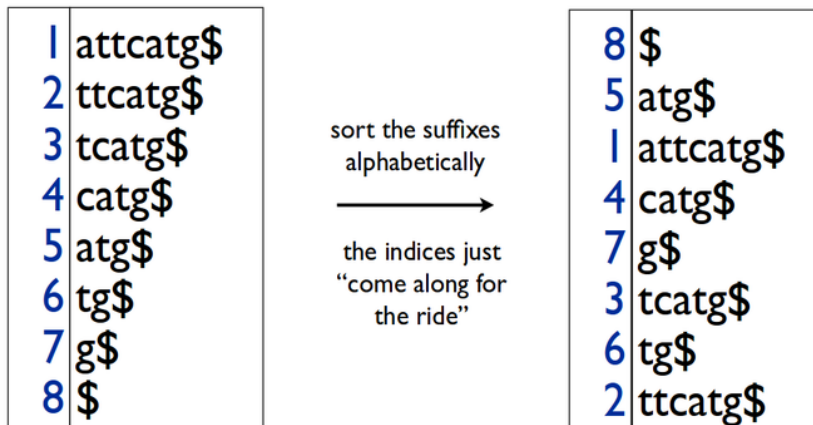 1 attcatg$
2 ttcatg$
3 tcatg$
4 catg$
5 atg$
6 tg$
7 g$
8 $
sort the suffixes
alphabetically
the indices just
“come along for
the ride”
8 $
5 atg$
1 attcatg$
4 catg$
7 g$
3 tcatg$
6 tg$
2 ttcatg$